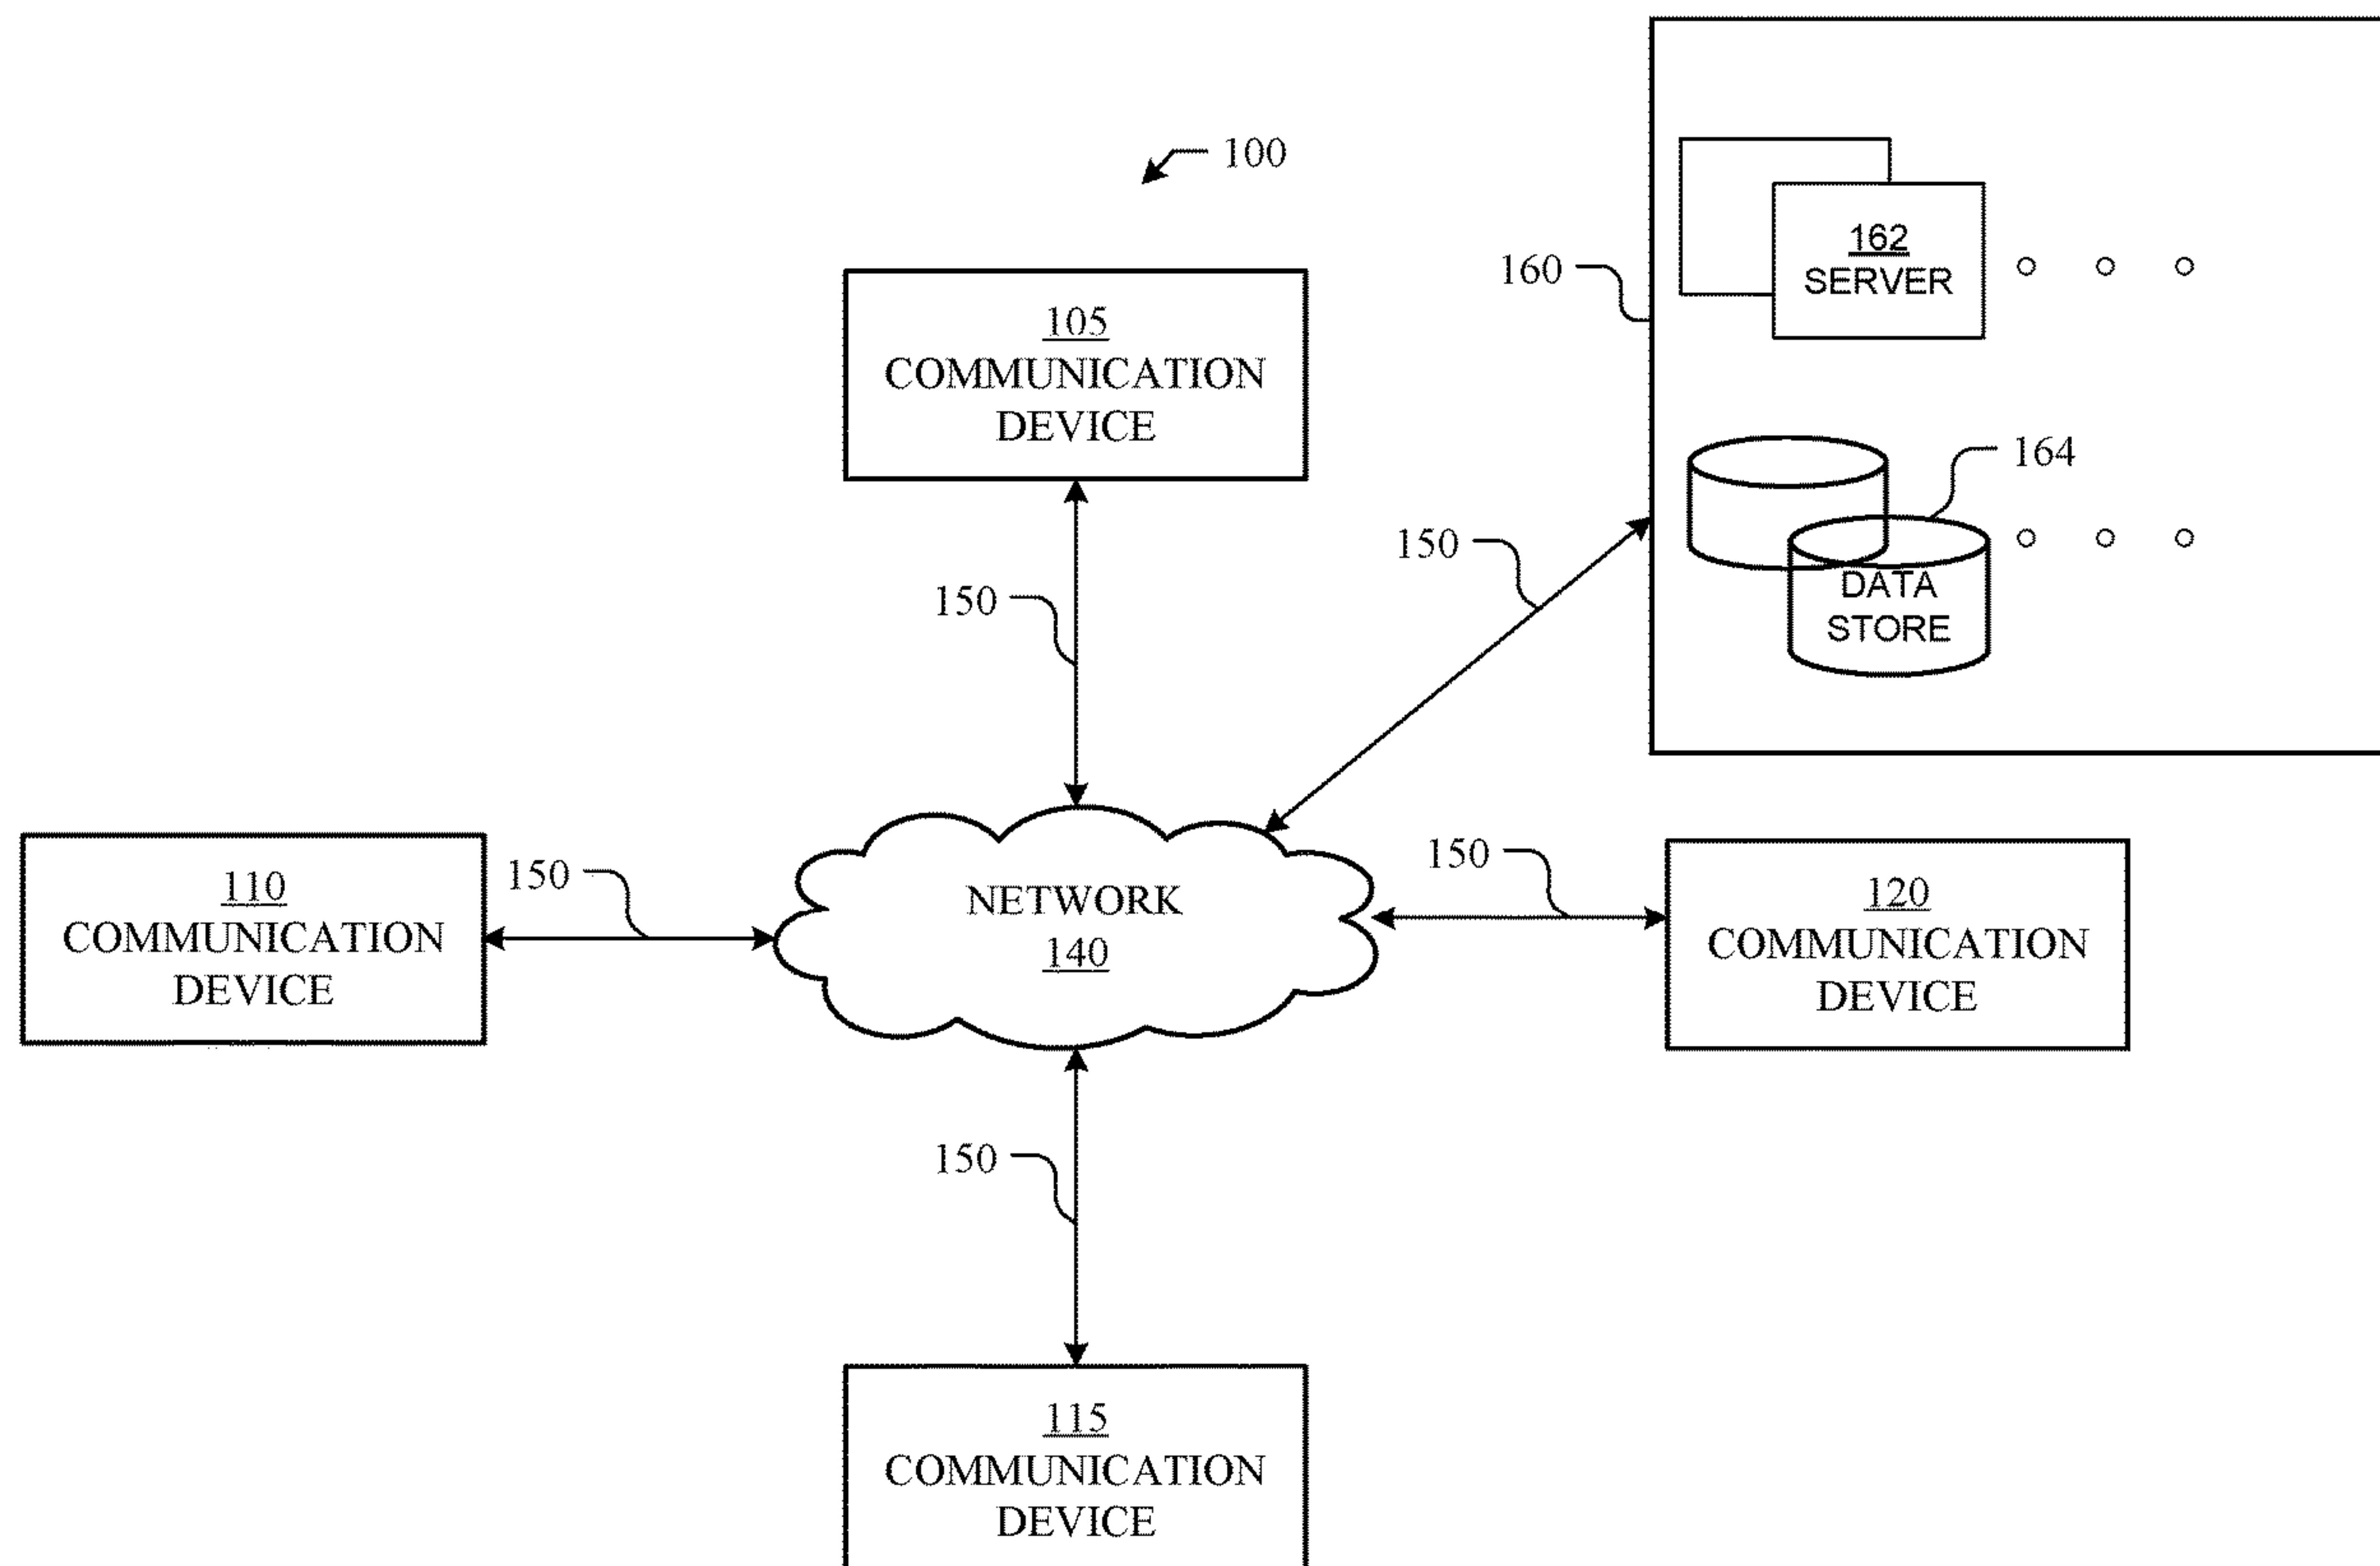 100
162
SERVER
160
105
COMMUNICATION
DEVICE
164
150
DATA
STORE
150
150
110
COMMUNICATION
DEVICE
NETWORK
140
150
120
COMMUNICATION
DEVICE
150
115
COMMUNICATION
DEVICE